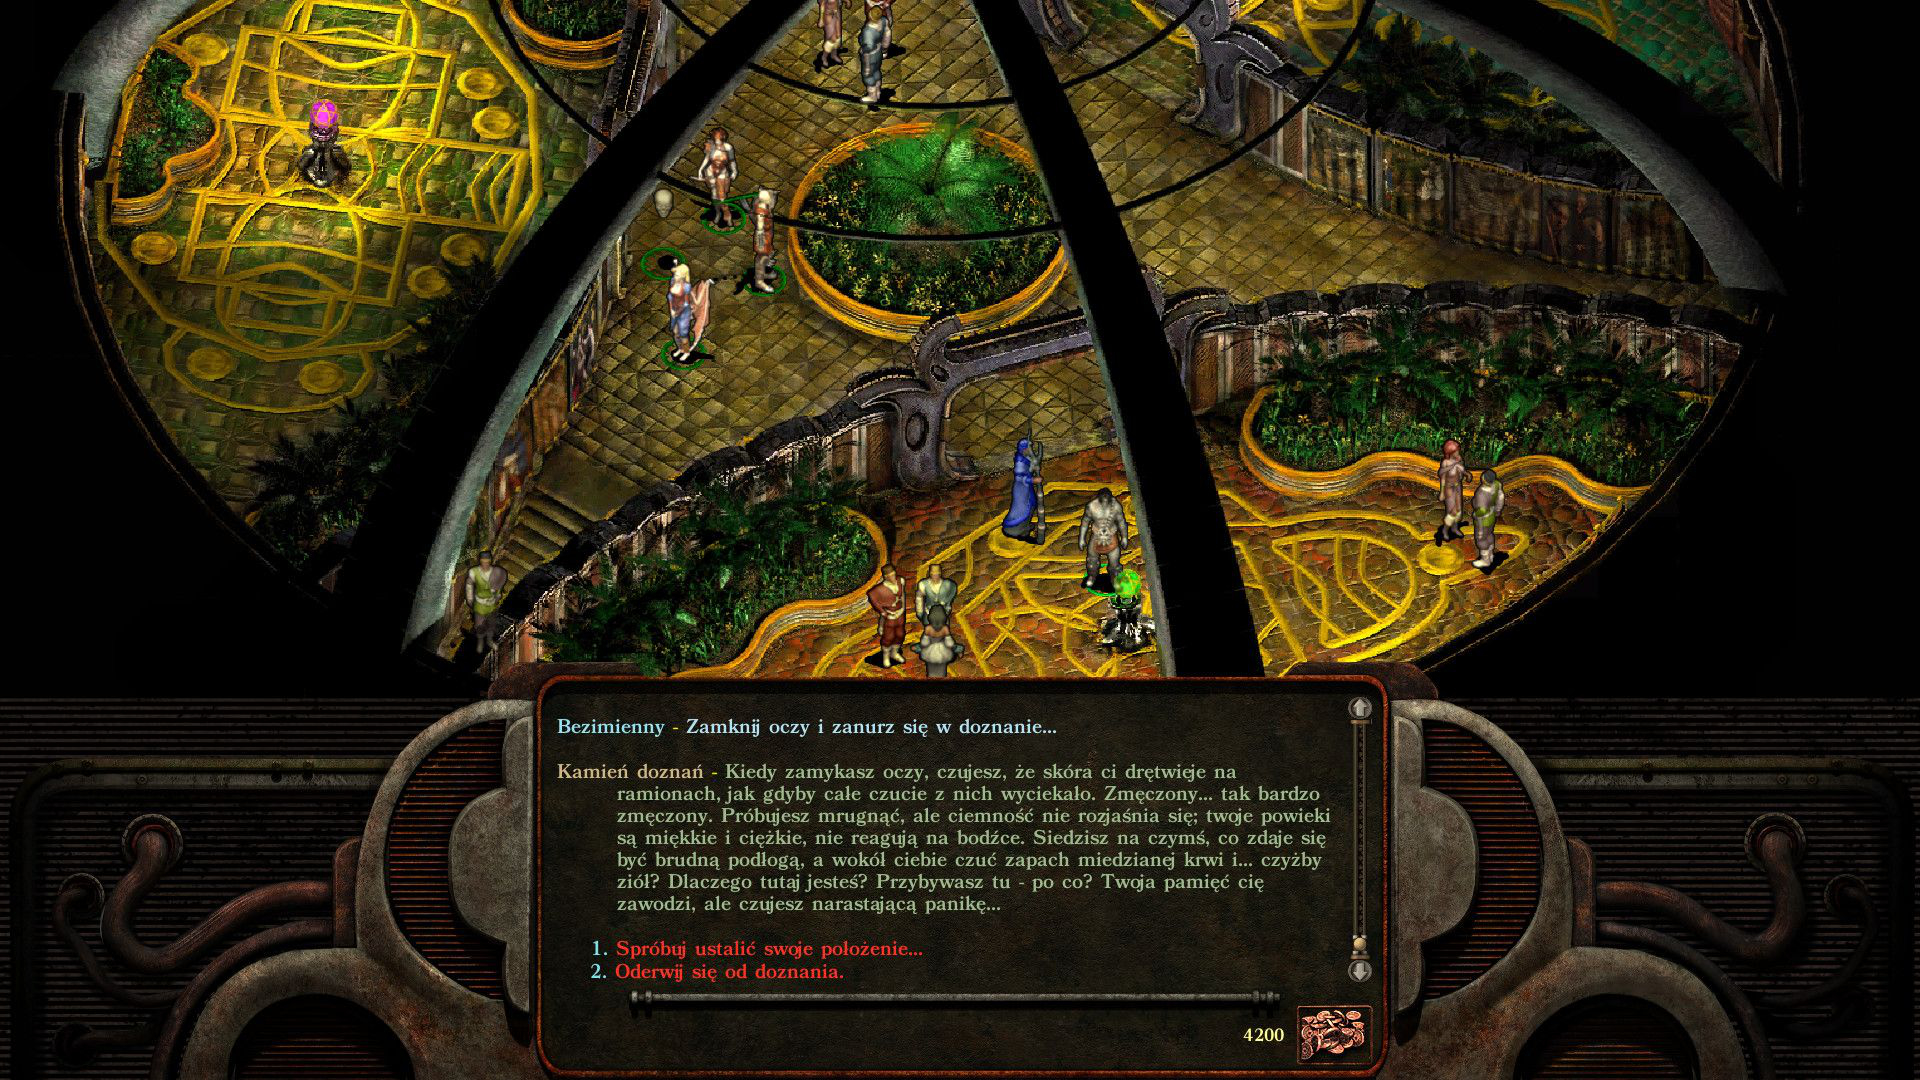 Bezimienny - Zamknij oczy i zanurz się w doznanie...
Kamień doznań - Kiedy zamykasz oczy, czujesz, że skóra ci drętwieje na
ramionach, jak gdyby całe czucie z nich wyciekało. Zmęczony... tak bardzo
zmęczony. Próbujesz mrugnąć, ale ciemność nie rozjaśnia się; twoje powieki
są miękkie i ciężkie, nie reagują na bodźce. Siedzisz na czymś, co zdaje się
być brudną podłogą, a wokół ciebie czuć zapach miedzianej krwi i... czyżby
ziół? Dlaczego tutaj jesteś? Przybywasz tu - po co? Twoja pamięć cię
zawodzi, ale czujesz narastającą panikę...
1. Spróbuj ustalić swoje położenie...
2. Oderwij się od doznania.
4200